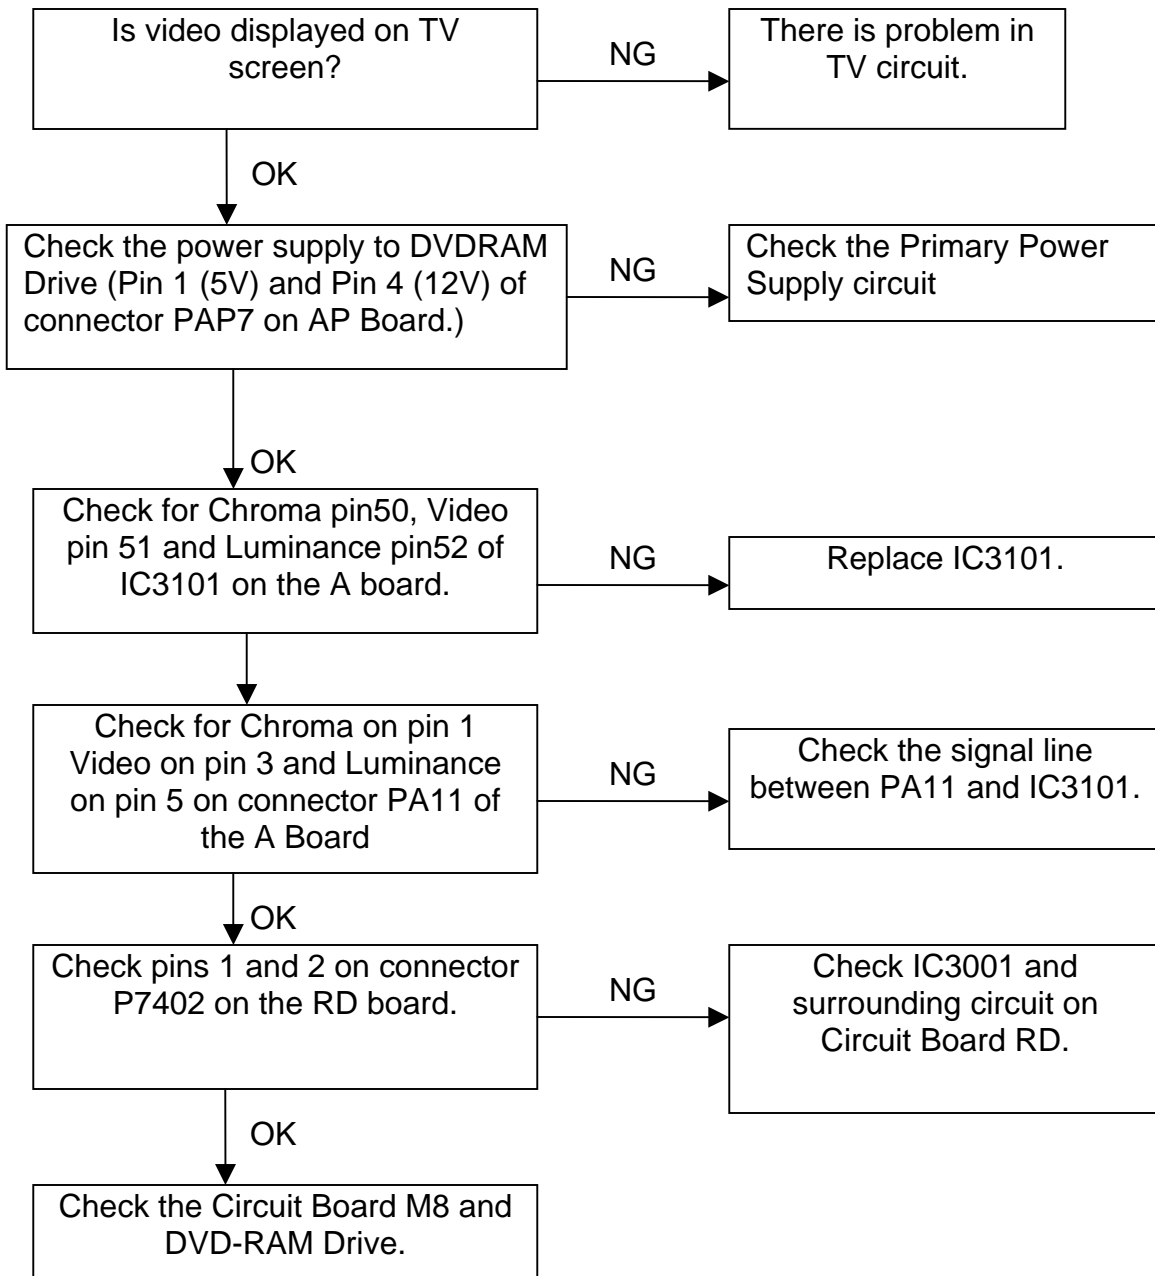 Is video displayed on TV
screen?
NG
There is problem in
TV circuit.
OK
Check the power supply to DVDRAM
Drive (Pin 1 (5V) and Pin 4 (12V) of
connector PAP7 on AP Board.)
NG
Check the Primary Power
Supply circuit
OK
Check for Chroma pin50, Video
pin 51 and Luminance pin52 of
IC3101 on the A board.
NG
Replace IC3101.
Check for Chroma on pin 1
Video on pin 3 and Luminance
on pin 5 on connector PA11 of
the A Board
NG
Check the signal line
between PA11 and IC3101.
OK
Check pins 1 and 2 on connector
P7402 on the RD board.
NG
Check IC3001 and
surrounding circuit on
Circuit Board RD.
OK
Check the Circuit Board M8 and
DVD-RAM Drive.